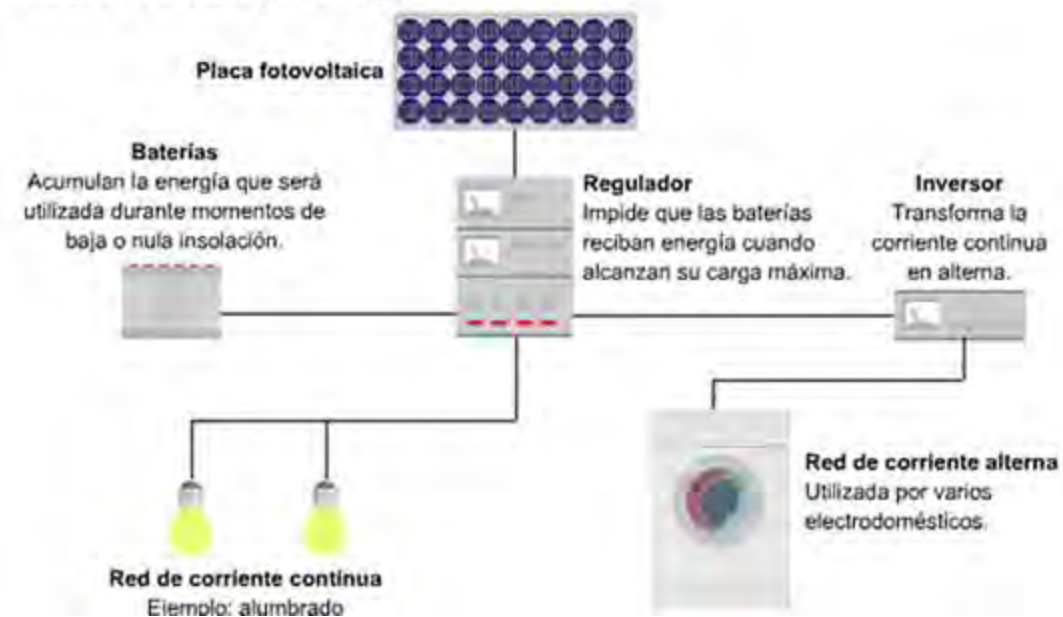 Placa fotovoltaica
Baterías
Acumulan la energía que será
utilizada durante momentos de
baja o nula insolación.
Regulador
Impide que las baterías
reciban energía cuando
alcanzan su carga máxima.
Inversor
Transforma la
corriente continua
en alterna.
Red de corriente alterna
Utilizada por varios
electrodomésticos.
Red de corriente continua
Ejemplo: alumbrado